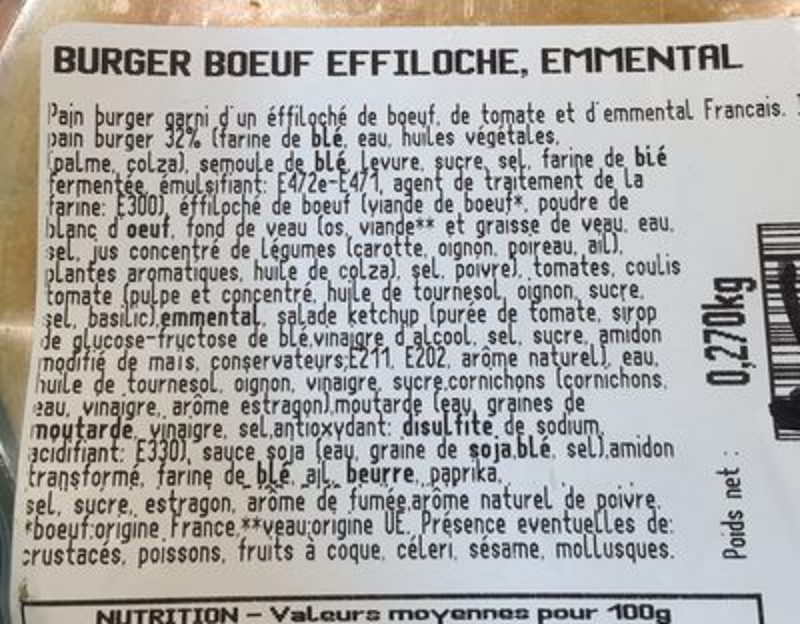 BURGER BOEUF EFFILOCHE, EMMENTAL
Pain burger garni d'un éffiloché de boeuf, de tomate et d'emmental Francais.
pain burger 32% (farine de blé, eau, huiles végétales,
(palme, colza), semoule de blé, levure, sucre, sel, farine de blé
fermentée, émulsifiant: E472e-E471, agent de traitement de la
farine: E300), éffiloché de boeuf (viande de boeuf*, poudre de
blanc d'oeuf, fond de veau (os, viande** et graisse de veau, eau,
sel, jus concentré de légumes (carotte, oignon, poireau, ail),
plantes aromatiques, huile de colza), sel, poivre), tomates, coulis
tomate (pulpe et concentré, huile de tournesol, oignon, sucre,
sel, basilic),emmental, salade ketchup (purée de tomate, sirop
de glucose-fructose de blé,vinaigre d'alcool, sel, sucre, amidon
modifié de mais, conservateurs:E211, E202, arôme naturel), eau,
huile de tournesol, oignon, vinaigre, sucre,cornichons (cornichons,
eau, vinaigre, arôme estragon),moutarde (eau, graines de
moutarde, vinaigre, sel,antioxydant: disulfite de sodium,
acidifiant: E330), sauce soja (eau, graine de soja,blé, sel),amidon
transformé, farine de blé, ail, beurre, paprika,
sel, sucre, estragon, arôme de fumée,arôme naturel de poivre.
*boeuf:origine France,**veau:origine UE. Présence eventuelles de:
crustacés, poissons, fruits à coque, céleri, sésame, mollusques.
Poids net : 0,270kg
NUTRITION - Valeurs moyennes pour 100g